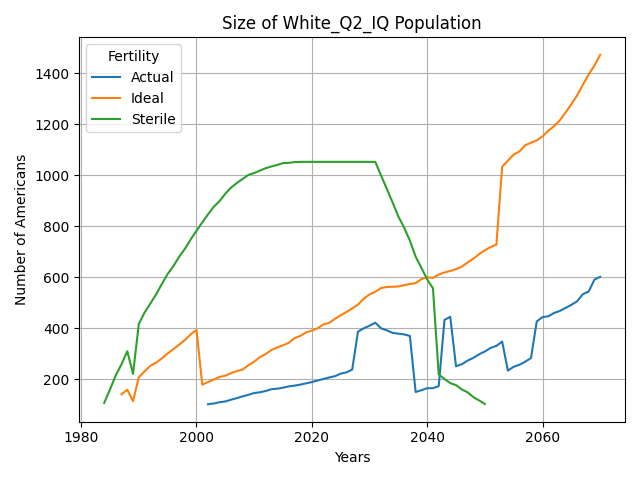 Size of White_Q2_IQ Population
Fertility
Actual
Ideal
Sterile
Number of Americans
1400
1200
1000
800
600
400
200
1980
2000
2020
2040
2060
Years